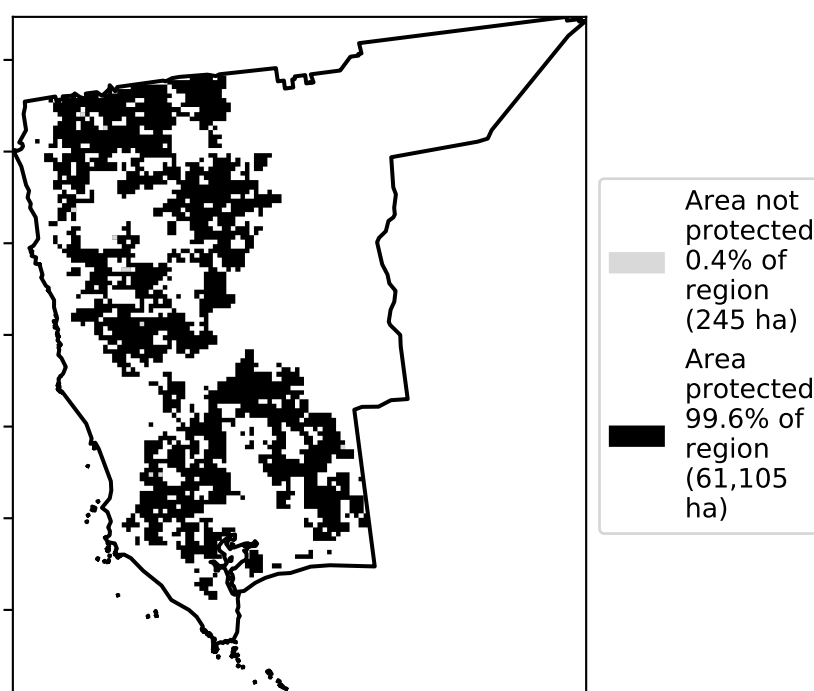 Area not
protected
0.4% of
region
(245 ha)
Area
protected
99.6% of
region
(61,105
ha)